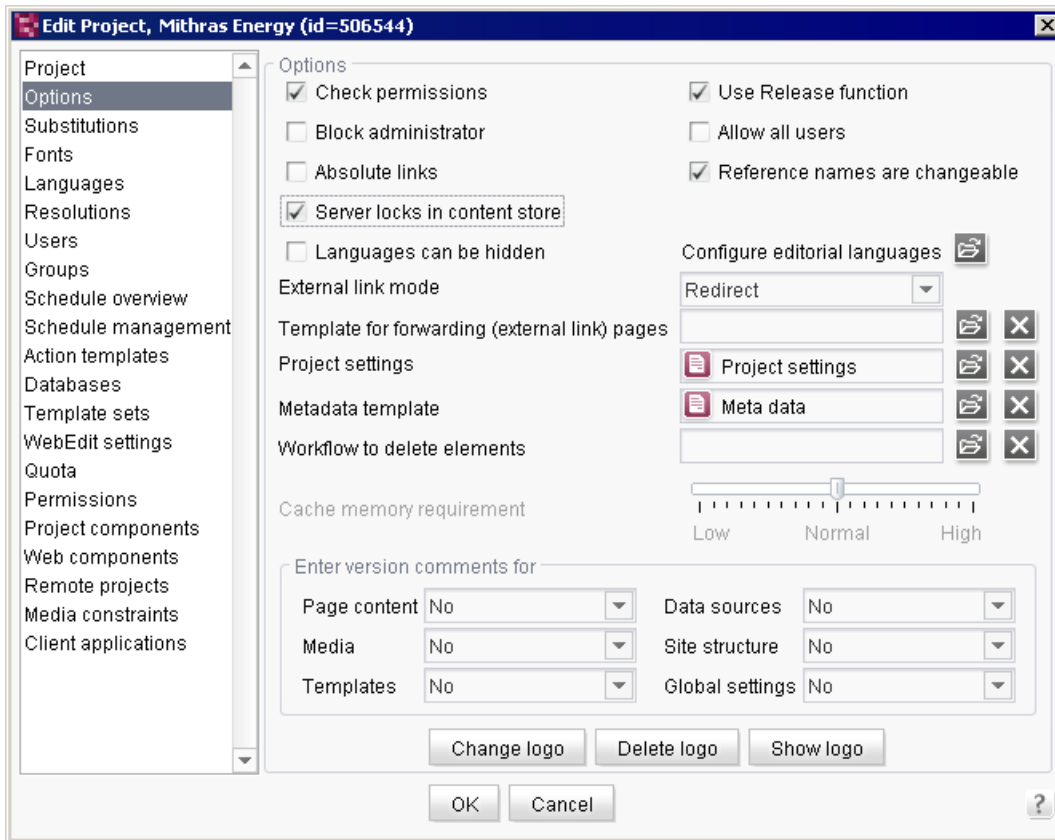 Edit Project, Mithras Energy (id=506544)
Project
Options
Substitutions
Fonts
Languages
Resolutions
Users
Groups
Schedule overview
Schedule management
Action templates
Databases
Template sets
WebEdit settings
Quota
Permissions
Project components
Web components
Remote projects
Media constraints
Client applications
Options
Check permissions
Use Release function
Block administrator
Allow all users
Absolute links
Reference names are changeable
Server locks in content store
Languages can be hidden
Configure editorial languages
External link mode
Redirect
Template for forwarding (external link) pages
Project settings
Project settings
Metadata template
Meta data
Workflow to delete elements
Cache memory requirement
Low Normal High
Enter version comments for
Page content No
Data sources No
Media No
Site structure No
Templates No
Global settings No
Change logo
Delete logo
Show logo
OK
Cancel
?